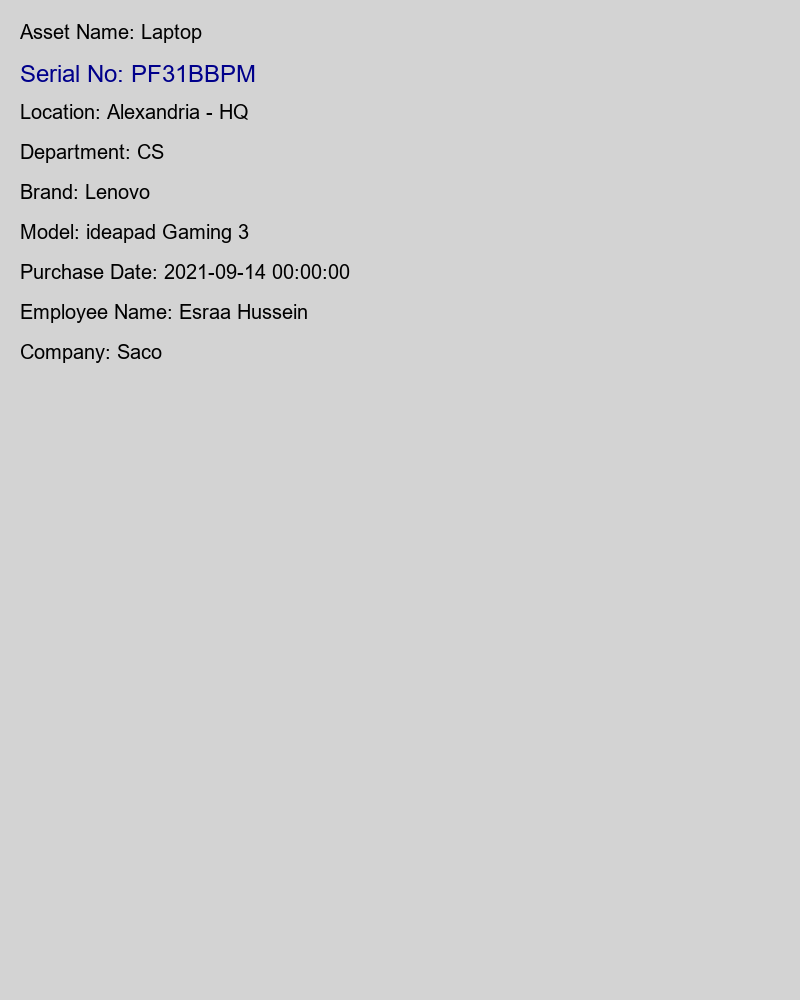 Asset Name: Laptop
Serial No: PF31BBPM
Location: Alexandria - HQ
Department: CS
Brand: Lenovo
Model: ideapad Gaming 3
Purchase Date: 2021-09-14 00:00:00
Employee Name: Esraa Hussein
Company: Saco